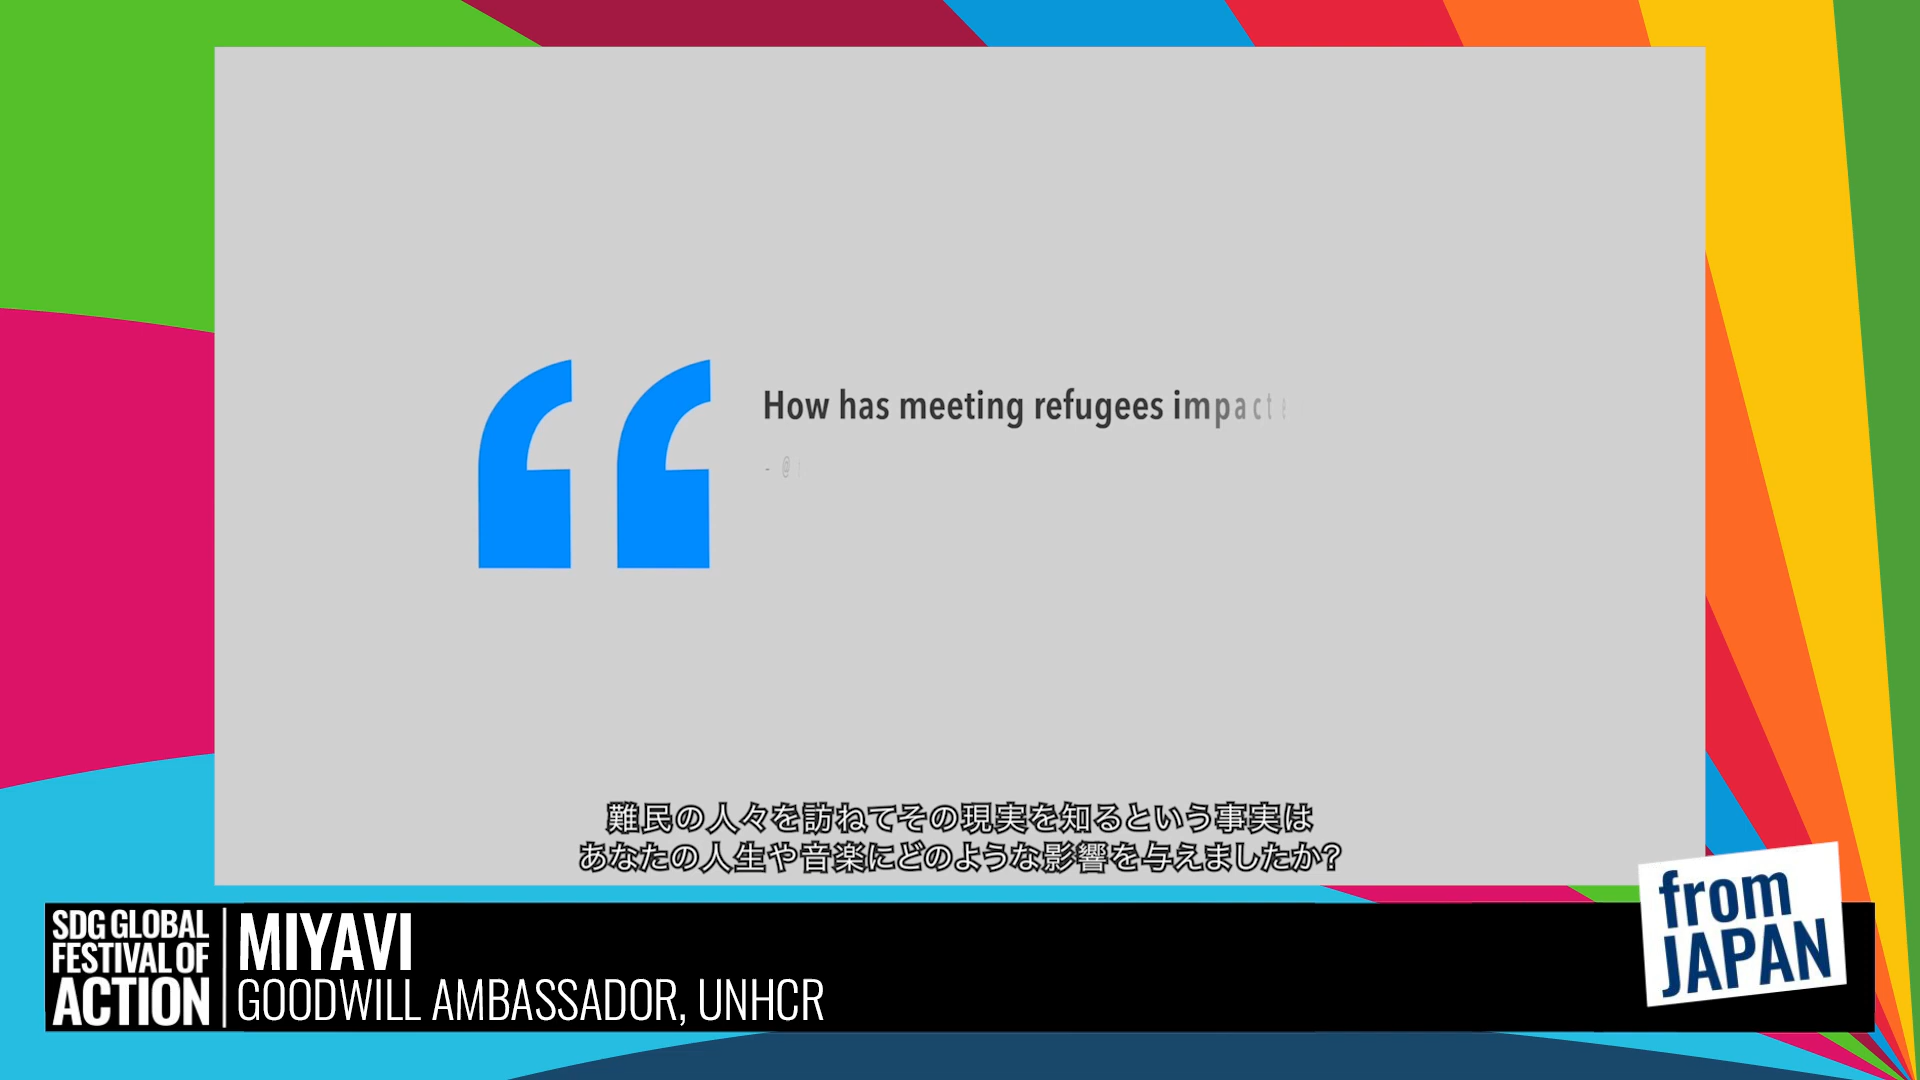 How has meeting refugees impact
- @
難民の人々を訪ねてその現実を知るという事実は
あなたの人生や音楽にどのような影響を与えましたか?
SDG GLOBAL
FESTIVAL OF
ACTION
MIYAVI
GOODWILL AMBASSADOR, UNHCR
from
JAPAN